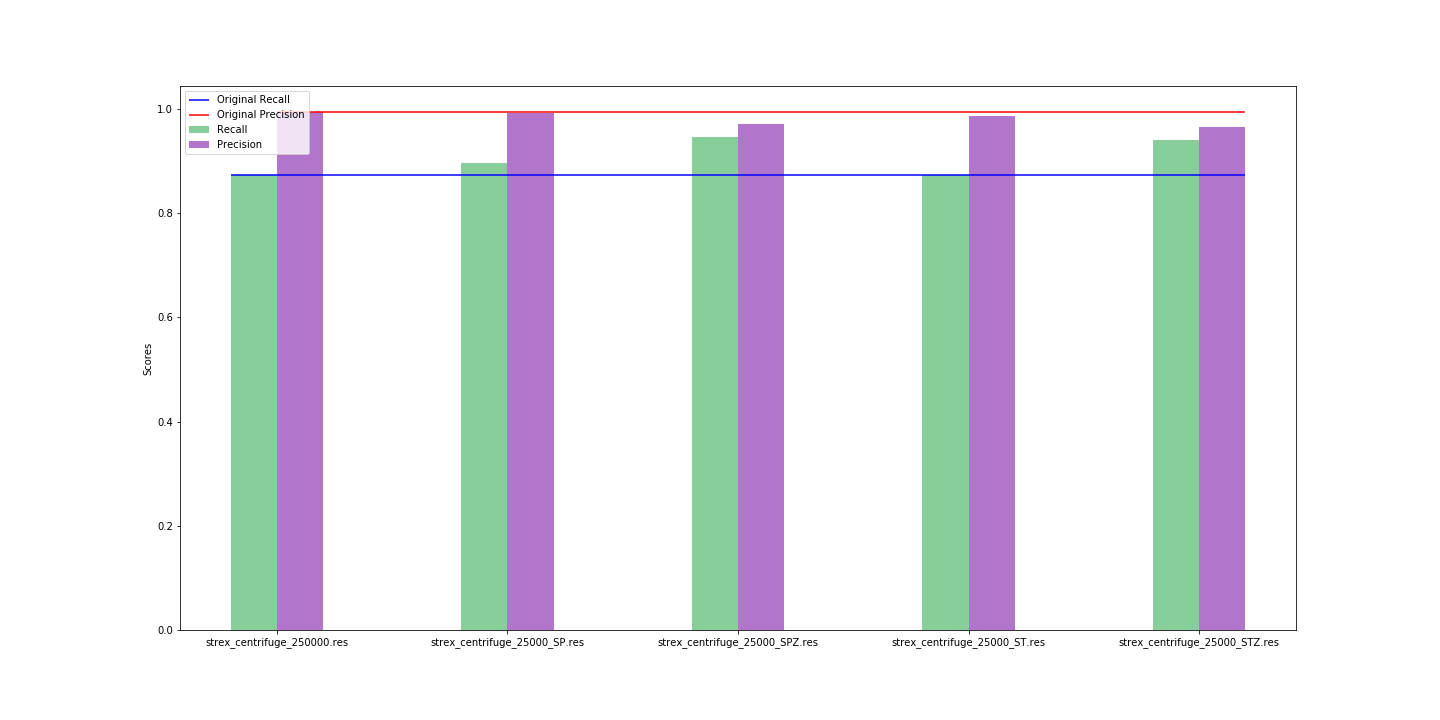 Original Recall
Original Precision
Recall
Precision
1.0
0.8
0.6
0.4
0.2
0.0
Scores
strex_centrifuge_250000.res
strex_centrifuge_25000_SP.res
strex_centrifuge_25000_SPZ.res
strex_centrifuge_25000_ST.res
strex_centrifuge_25000_STZ.res